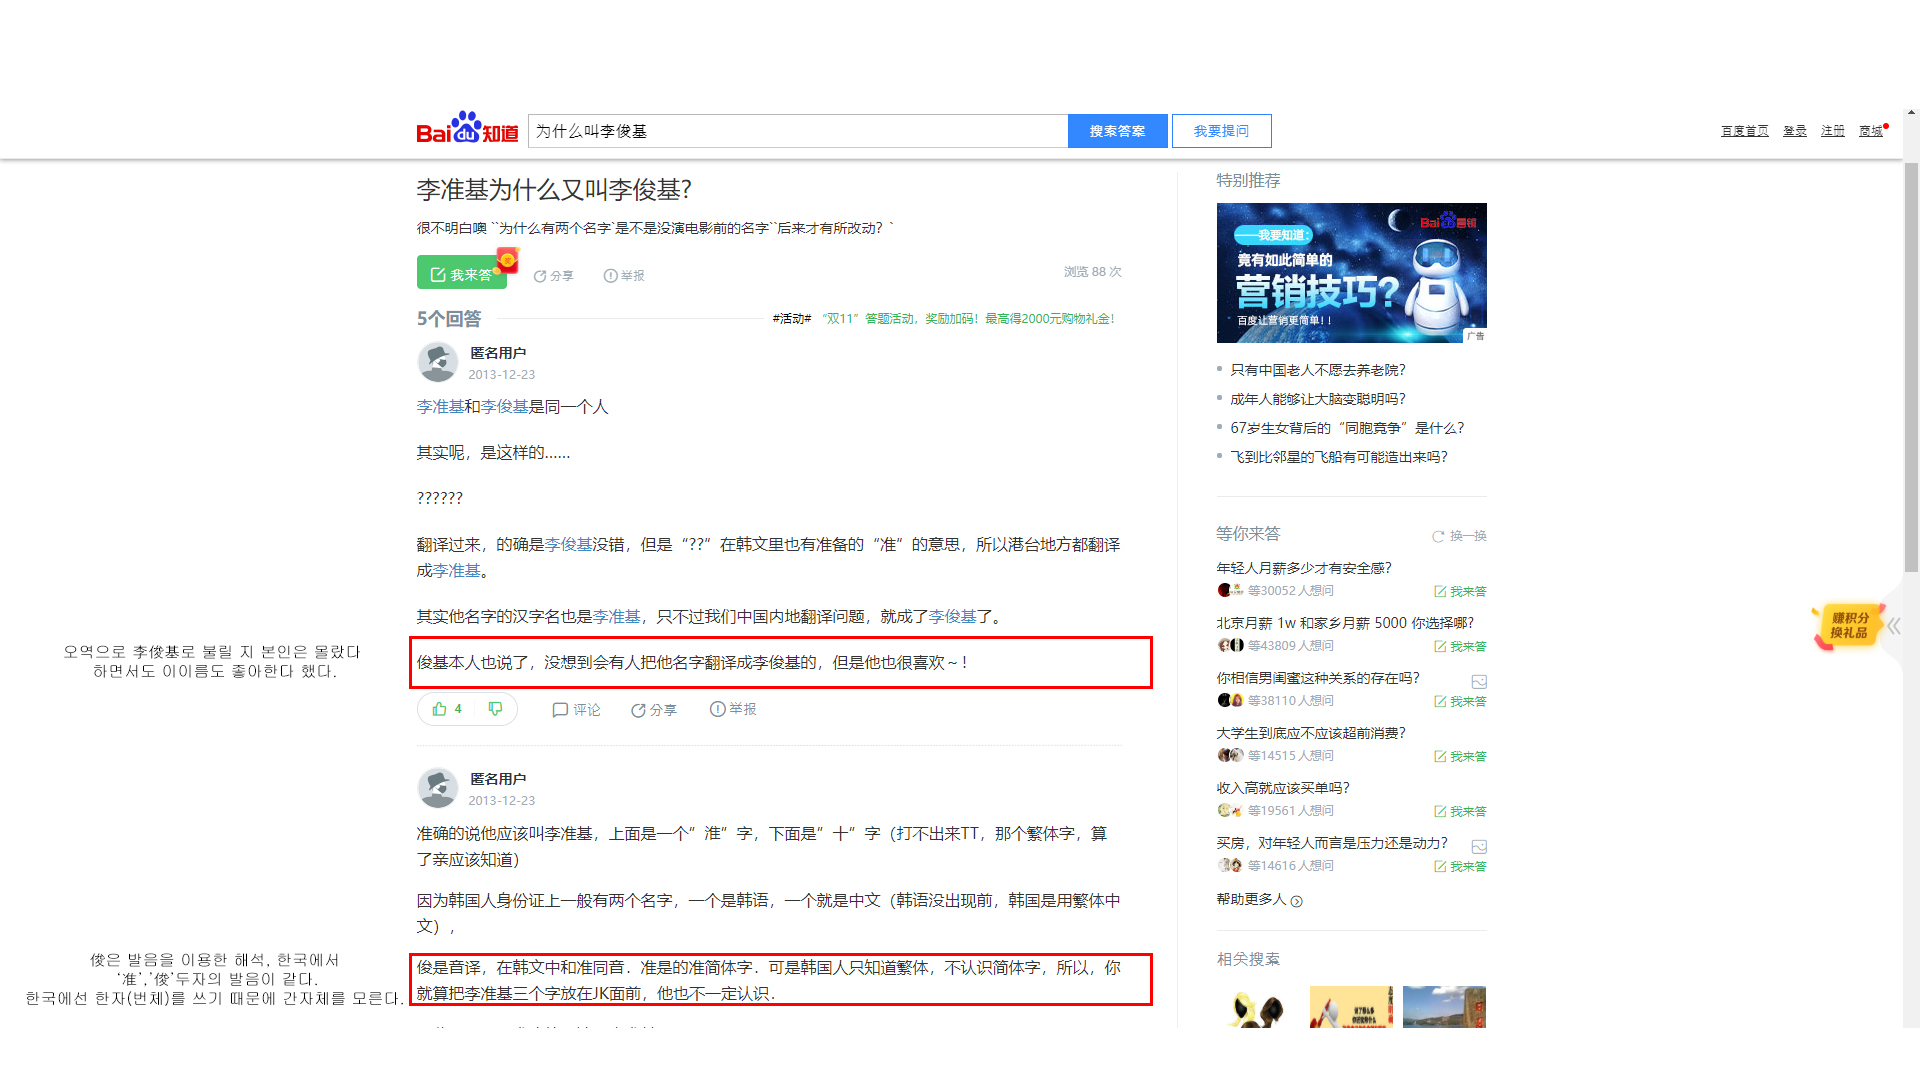 Baidu知道
为什么叫李俊基
搜索答案
我要提问
百度首页 登录 注册 商城
李准基为什么又叫李俊基?
很不明白噢 ``为什么有两个名字`是不是没演电影前的名字``后来才有所改动? `
我来答
分享
举报
浏览 88 次
5个回答
#活动# “双11”答题活动，奖励加码！最高得2000元购物礼金！
匿名用户
2013-12-23
李准基和李俊基是同一个人
其实呢，是这样的......
??????
翻译过来，的确是李俊基没错，但是“??”在韩文里也有准备的“准”的意思，所以港台地方都翻译
成李准基。
其实他名字的汉字名也是李准基，只不过我们中国内地翻译问题，就成了李俊基了。
오역으로 李俊基로 불릴 지 본인은 몰랐다
하면서도 이이름도 좋아한다 했다.
俊基本人也说了，没想到会有人把他名字翻译成李俊基的，但是他也很喜欢～!
4
评论
分享
举报
匿名用户
2013-12-23
准确的说他应该叫李准基，上面是一个”淮”字，下面是”十”字（打不出来TT，那个繁体字，算
了亲应该知道）
因为韩国人身份证上一般有两个名字，一个是韩语，一个就是中文（韩语没出现前，韩国是用繁体中
文），
俊은 발음을 이용한 해석, 한국에서
‘准’,’俊’두자의 발음이 같다.
한국에선 한자(번체)를 쓰기 때문에 간자체를 모른다.
俊是音译，在韩文中和准同音．准是的准简体字．可是韩国人只知道繁体，不认识简体字，所以，你
就算把李准基三个字放在JK面前，他也不一定认识．
特别推荐
Baidu营销
——我要知道：
竟有如此简单的
营销技巧?
百度让营销更简单！！
广告
只有中国老人不愿去养老院?
成年人能够让大脑变聪明吗?
67岁生女背后的“同胞竞争”是什么?
飞到比邻星的飞船有可能造出来吗?
等你来答
换一换
年轻人月薪多少才有安全感?
等30052人想问
我来答
北京月薪 1w 和家乡月薪 5000 你选择哪?
等43809人想问
我来答
你相信男闺蜜这种关系的存在吗?
等38110人想问
我来答
大学生到底应不应该超前消费?
等14515人想问
我来答
收入高就应该买单吗?
等19561人想问
我来答
买房，对年轻人而言是压力还是动力?
等14616人想问
我来答
帮助更多人
相关搜索
赚积分
换礼品